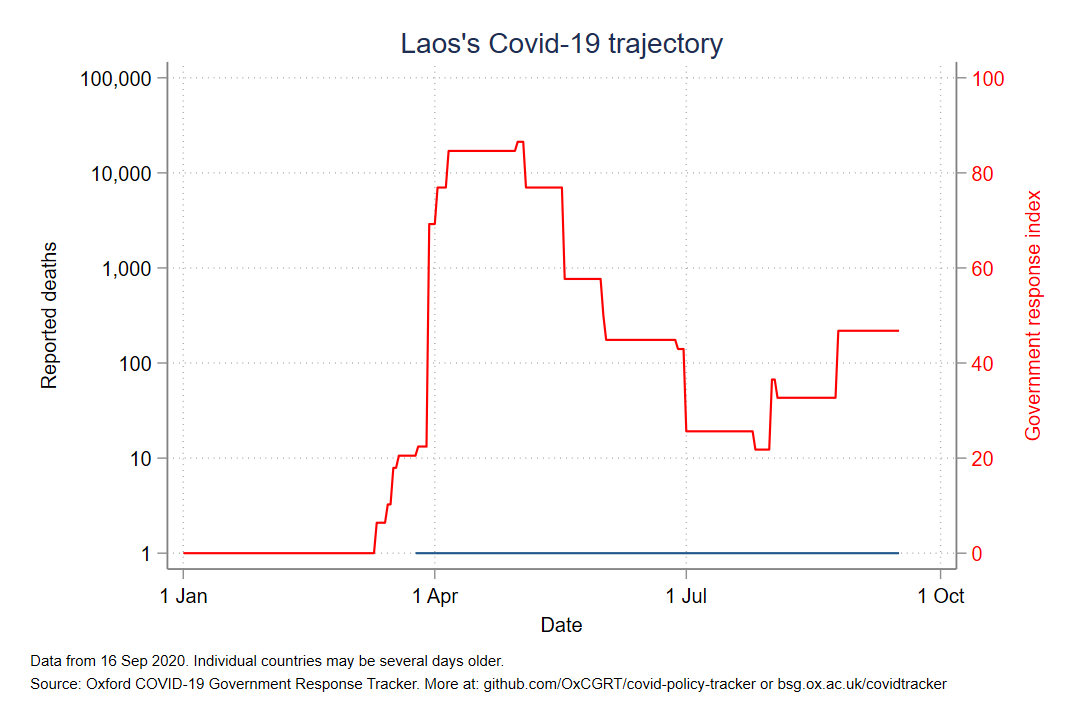 Laos's Covid-19 trajectory
100,000
10,000
1,000
100
10
1
Reported deaths
100
80
60
40
20
0
Government response index
1 Jan
1 Apr
1 Jul
1 Oct
Date
Data from 16 Sep 2020. Individual countries may be several days older.
Source: Oxford COVID-19 Government Response Tracker. More at: github.com/OxCGRT/covid-policy-tracker or bsg.ox.ac.uk/covidtracker